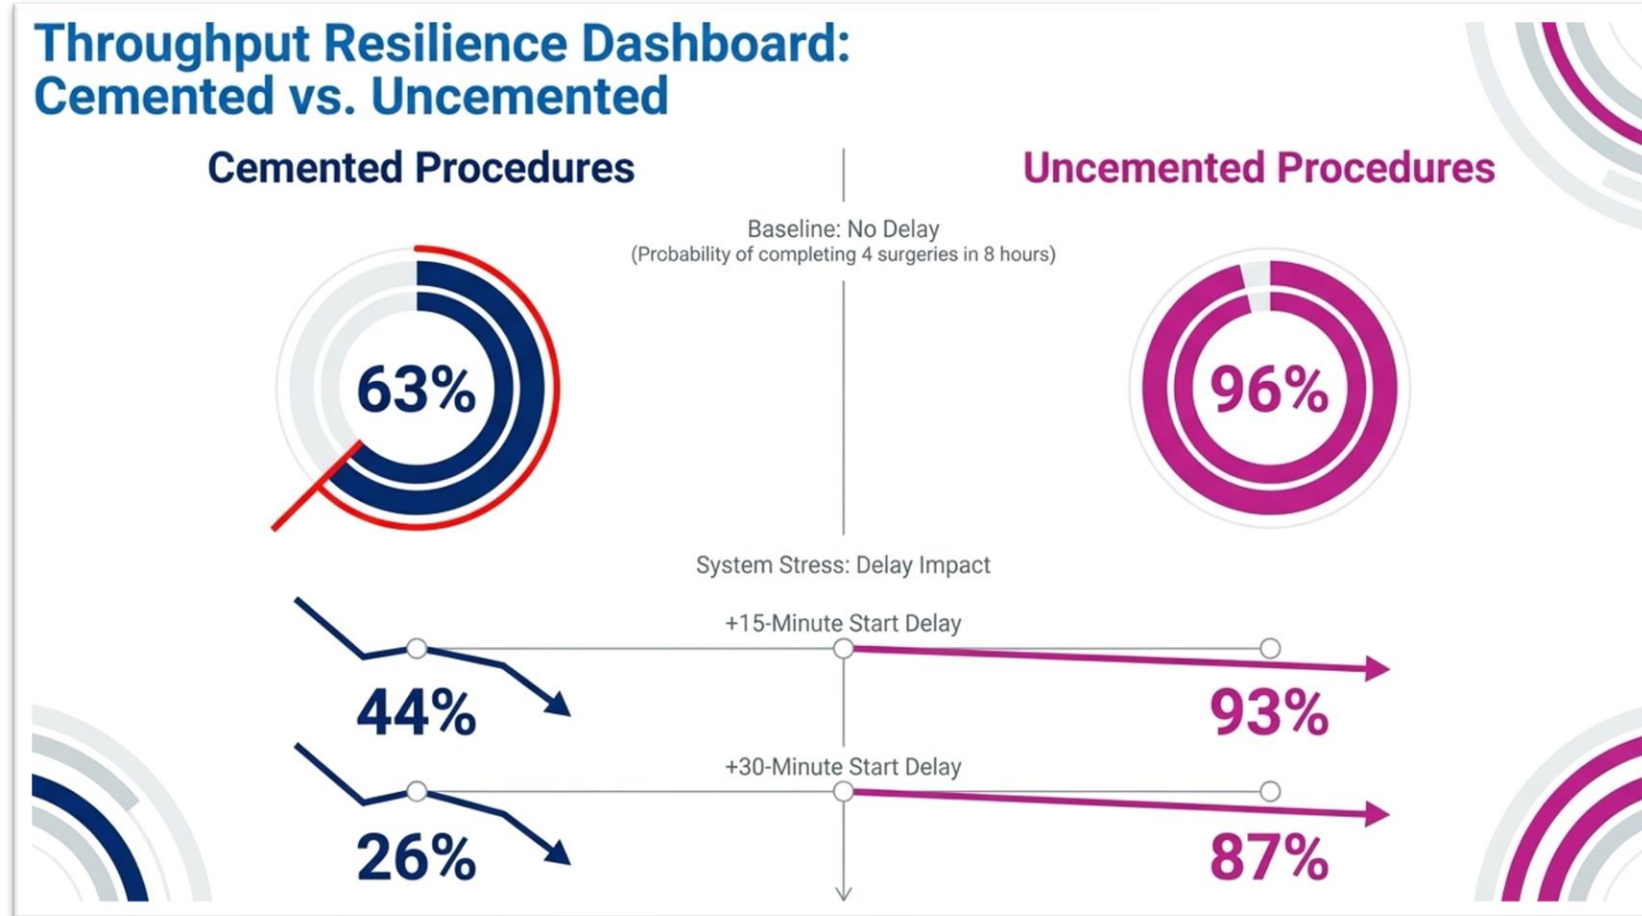 Throughput Resilience Dashboard:
Cemented vs. Uncemented
Cemented Procedures
Uncemented Procedures
Baseline: No Delay
(Probability of completing 4 surgeries in 8 hours)
63%
96%
System Stress: Delay Impact
+15-Minute Start Delay
44%
93%
+30-Minute Start Delay
26%
87%